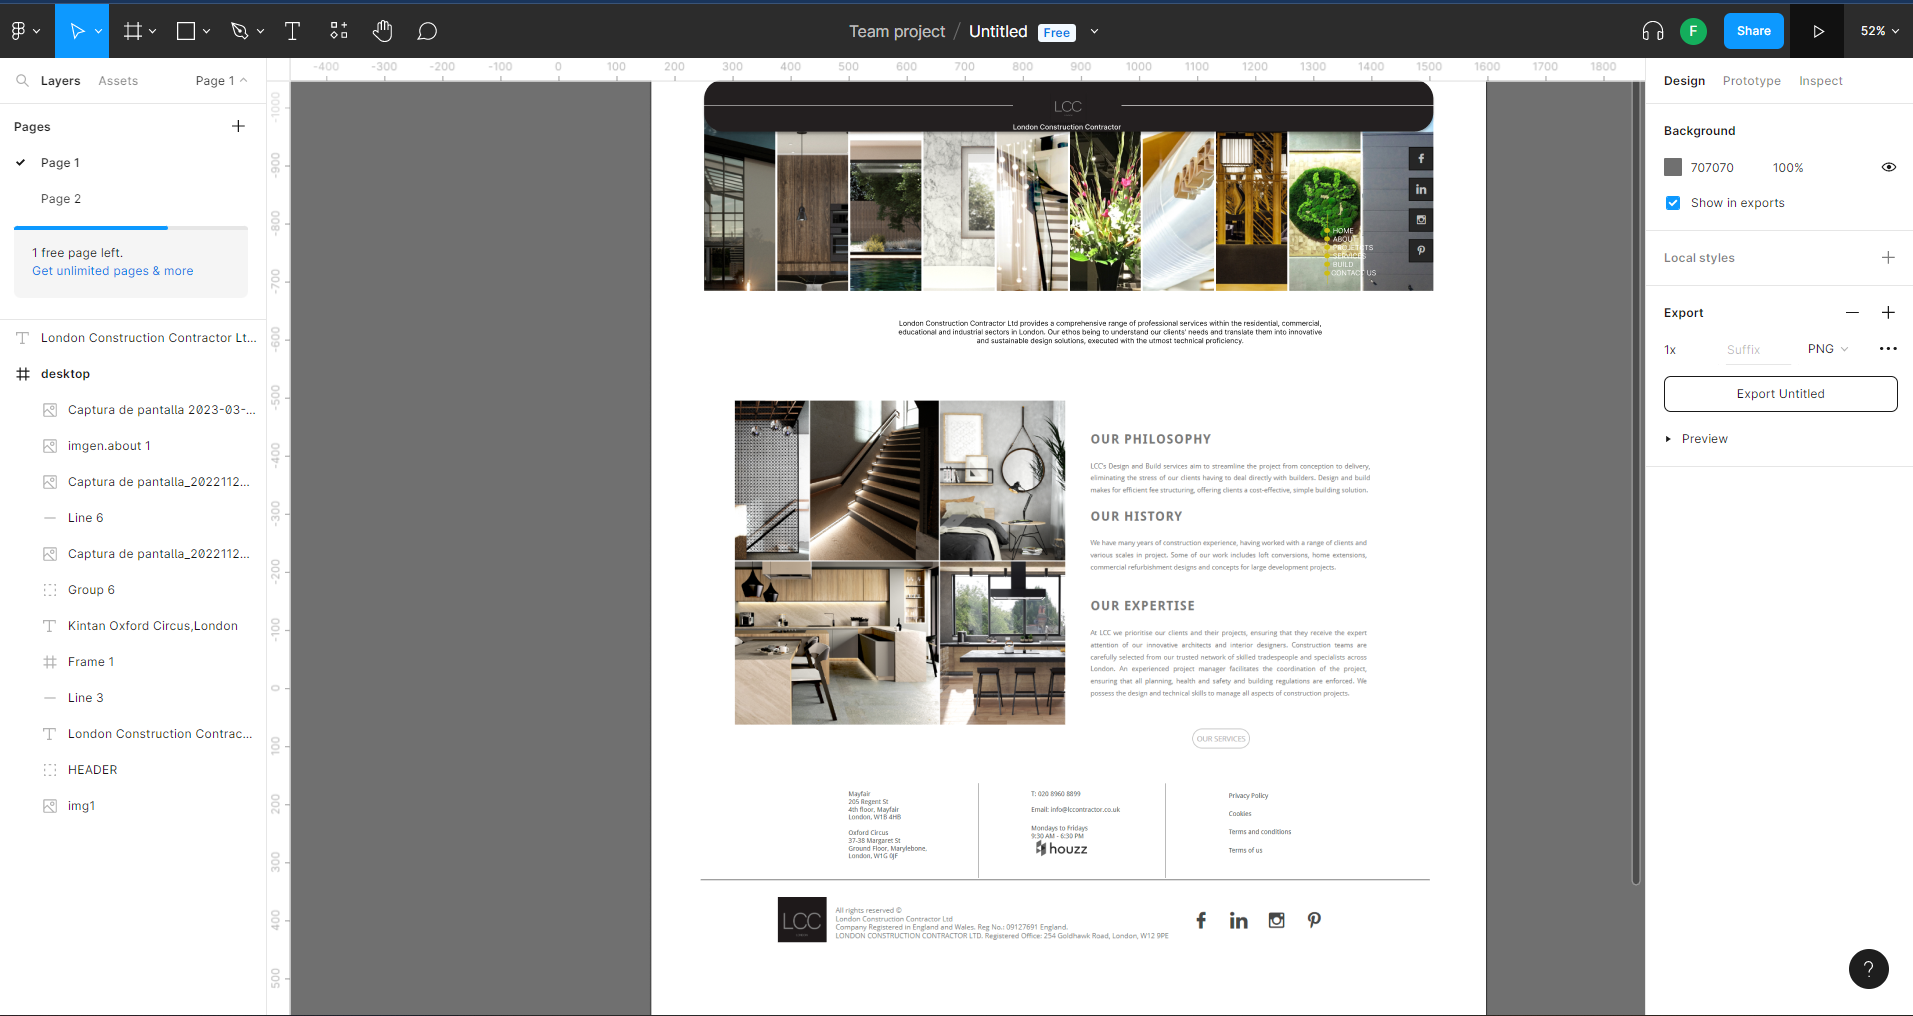 Team project / Untitled Free
F
Share
52%
Layers
Assets
Page 1
Pages
Page 1
Page 2
1 free page left.
Get unlimited pages & more
London Construction Contractor Lt...
desktop
Captura de pantalla 2023-03-...
imgen.about 1
Captura de pantalla_2022112...
Line 6
Captura de pantalla_2022112...
Group 6
Kintan Oxford Circus,London
Frame 1
Line 3
London Construction Contrac...
HEADER
img1
-400 -300 -200 -100 0 100 200 300 400 500 600 700 800 900 1000 1100 1200 1300 1400 1500 1600 1700 1800
-1000
-900
-800
-700
-600
-500
-400
-300
-200
-100
0
100
200
300
400
500
LCC
London Construction Contractor
HOME
ABOUT
PROJECTS
SERVICES
BUILD
CONTACT US
London Construction Contractor Ltd provides a comprehensive range of professional services within the residential, commercial,
educational and industrial sectors in London. Our ethos being to understand our clients' needs and translate them into innovative
and sustainable design solutions, executed with the utmost technical proficiency.
OUR PHILOSOPHY
LCC's Design and Build services aim to streamline the project from conception to delivery,
eliminating the stress of our clients having to deal directly with builders. Design and build
makes for efficient fee structuring, offering clients a cost-effective, simple building solution.
OUR HISTORY
We have many years of construction experience, having worked with a range of clients and
various scales in project. Some of our work includes loft conversions, home extensions,
commercial refurbishment designs and concepts for large development projects.
OUR EXPERTISE
At LCC we prioritise our clients and their projects, ensuring that they receive the expert
attention of our innovative architects and interior designers. Construction teams are
carefully selected from our trusted network of skilled tradespeople and specialists across
London. An experienced project manager facilitates the coordination of the project,
ensuring that all planning, health and safety and building regulations are enforced. We
possess the design and technical skills to manage all aspects of construction projects.
OUR SERVICES
Mayfair
205 Regent St
4th floor, Mayfair
London, W1B 4HB
Oxford Circus
37-38 Margaret St
Ground Floor, Marylebone,
London, W1G 0JF
T: 020 8960 8899
Email: info@lccontractor.co.uk
Mondays to Fridays
9:30 AM - 6:30 PM
houzz
Privacy Policy
Cookies
Terms and conditions
Terms of us
LCC
All rights reserved ©
London Construction Contractor Ltd
Company Registered in England and Wales. Reg No.: 09127691 England.
LONDON CONSTRUCTION CONTRACTOR LTD. Registered Office: 254 Goldhawk Road, London, W12 9PE
Design
Prototype
Inspect
Background
707070
100%
Show in exports
Local styles
Export
1x
Suffix
PNG
Export Untitled
Preview
?